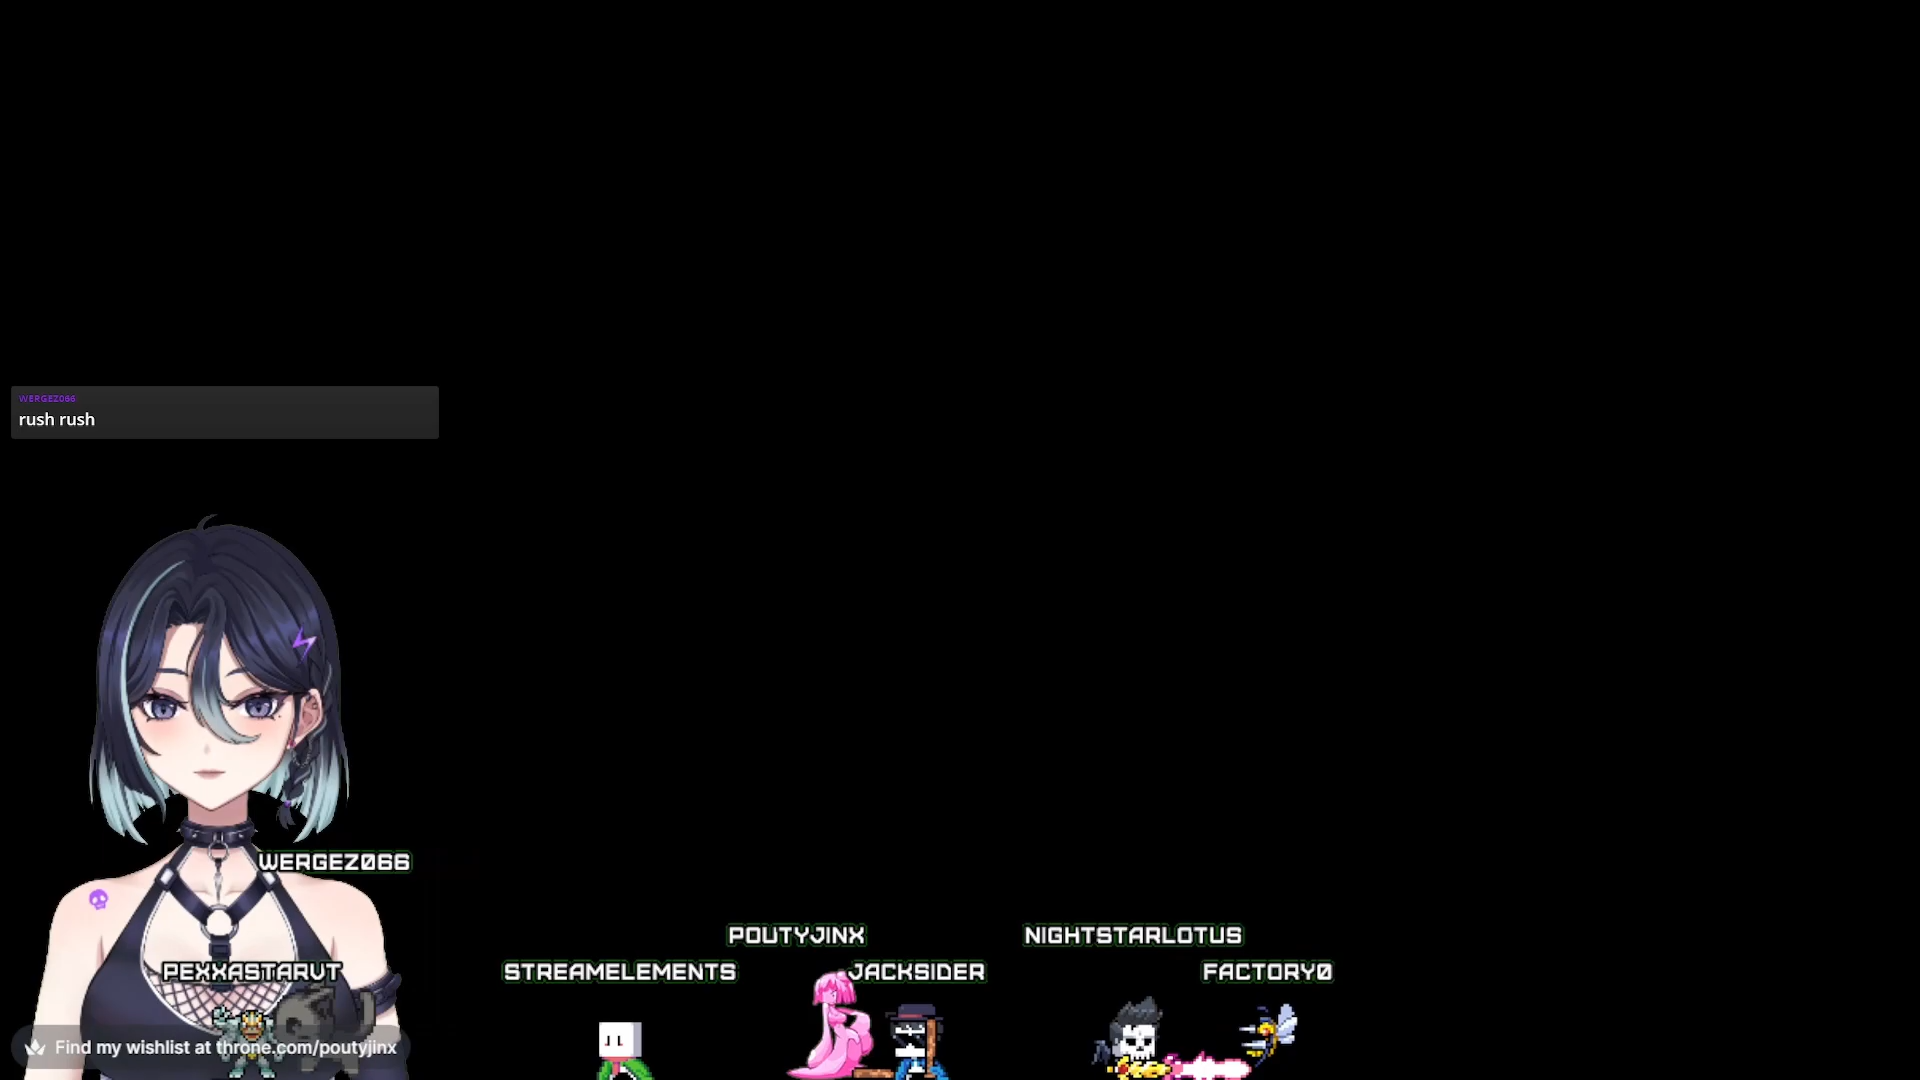 WERGEZ066
rush rush
WERGEZ066
POUTYJINX
NIGHTSTARLOTUS
PEXXASTARVT
STREAMELEMENTS
JACKSIDER
FACTORY0
Find my wishlist at throne.com/poutyjinx